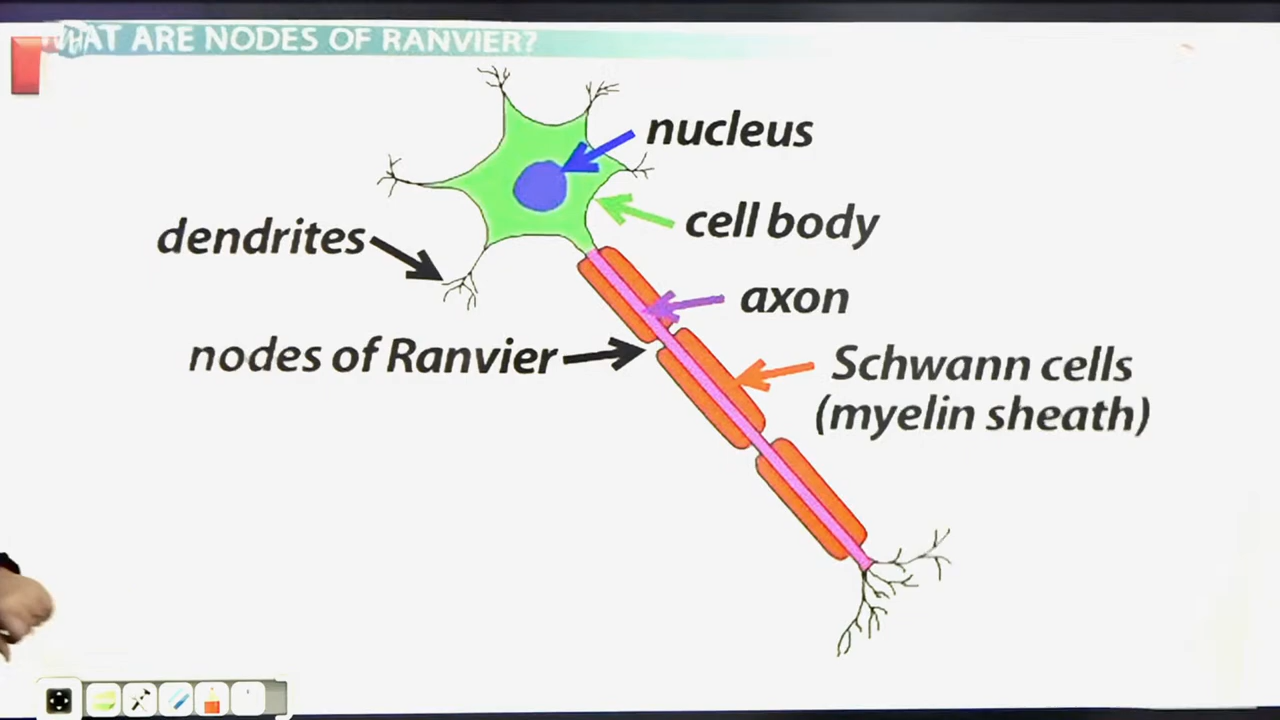 WHAT ARE NODES OF RANVIER?
nucleus
cell body
dendrites
axon
nodes of Ranvier
Schwann cells
(myelin sheath)